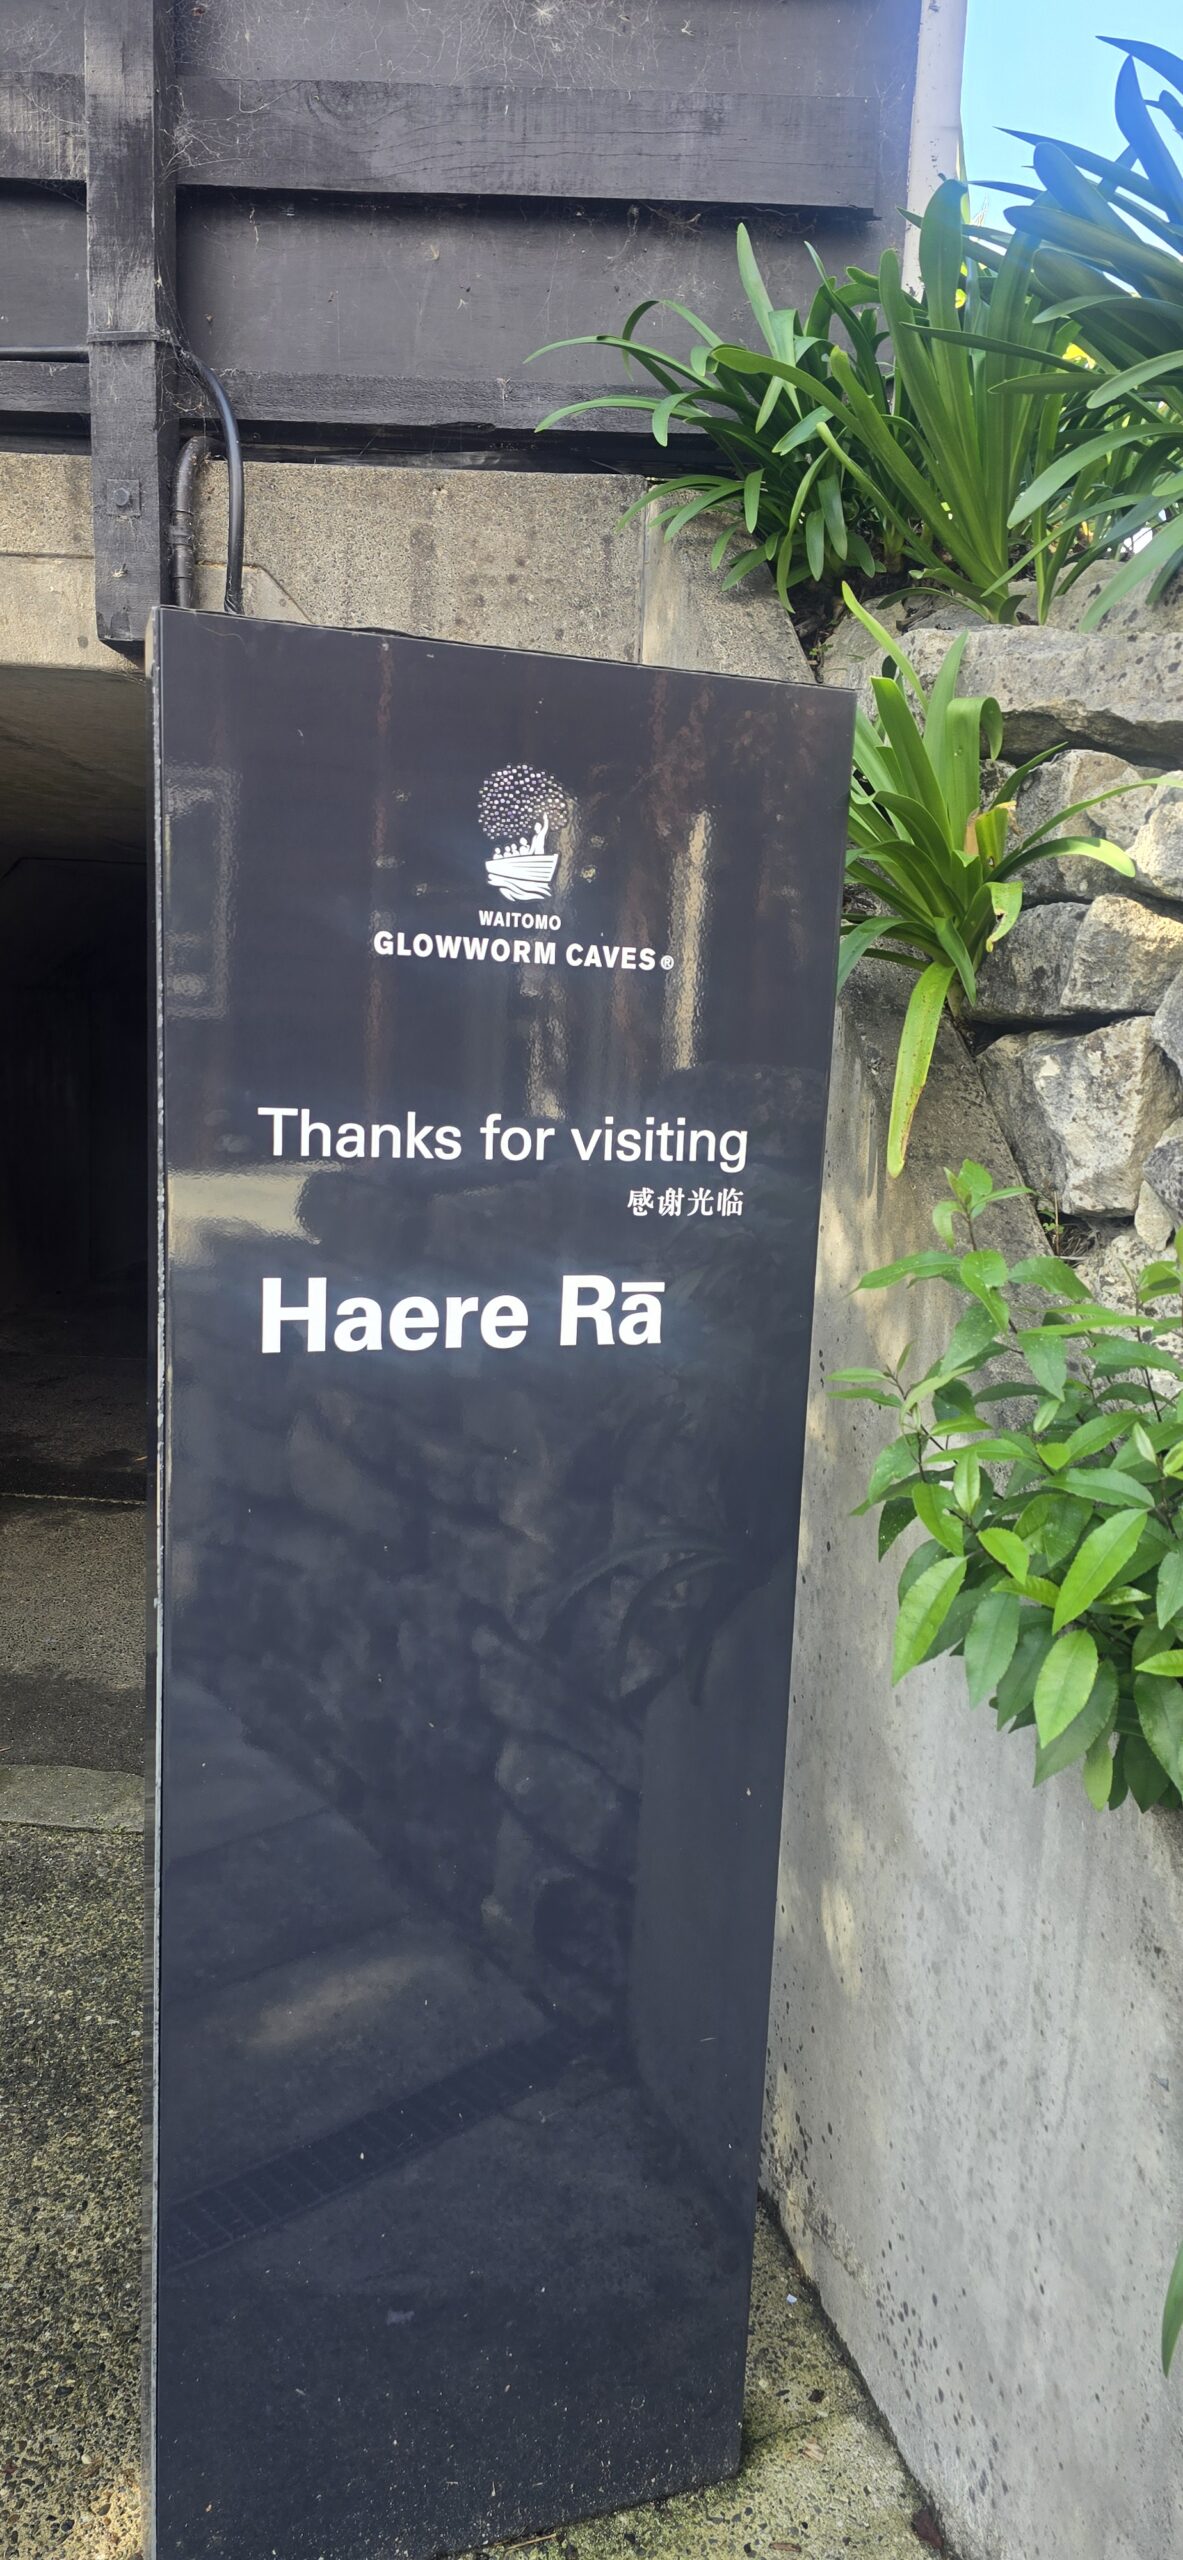 WAITOMO
GLOWWORM CAVES®
Thanks for visiting
感谢光临
Haere Rā